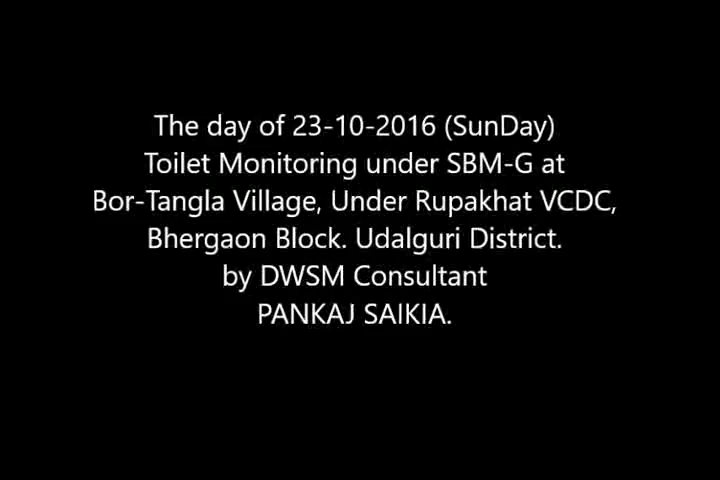 The day of 23-10-2016 (SunDay)
Toilet Monitoring under SBM-G at
Bor-Tangla Village, Under Rupakhat VCDC,
Bhergaon Block. Udalguri District.
by DWSM Consultant
PANKAJ SAIKIA.